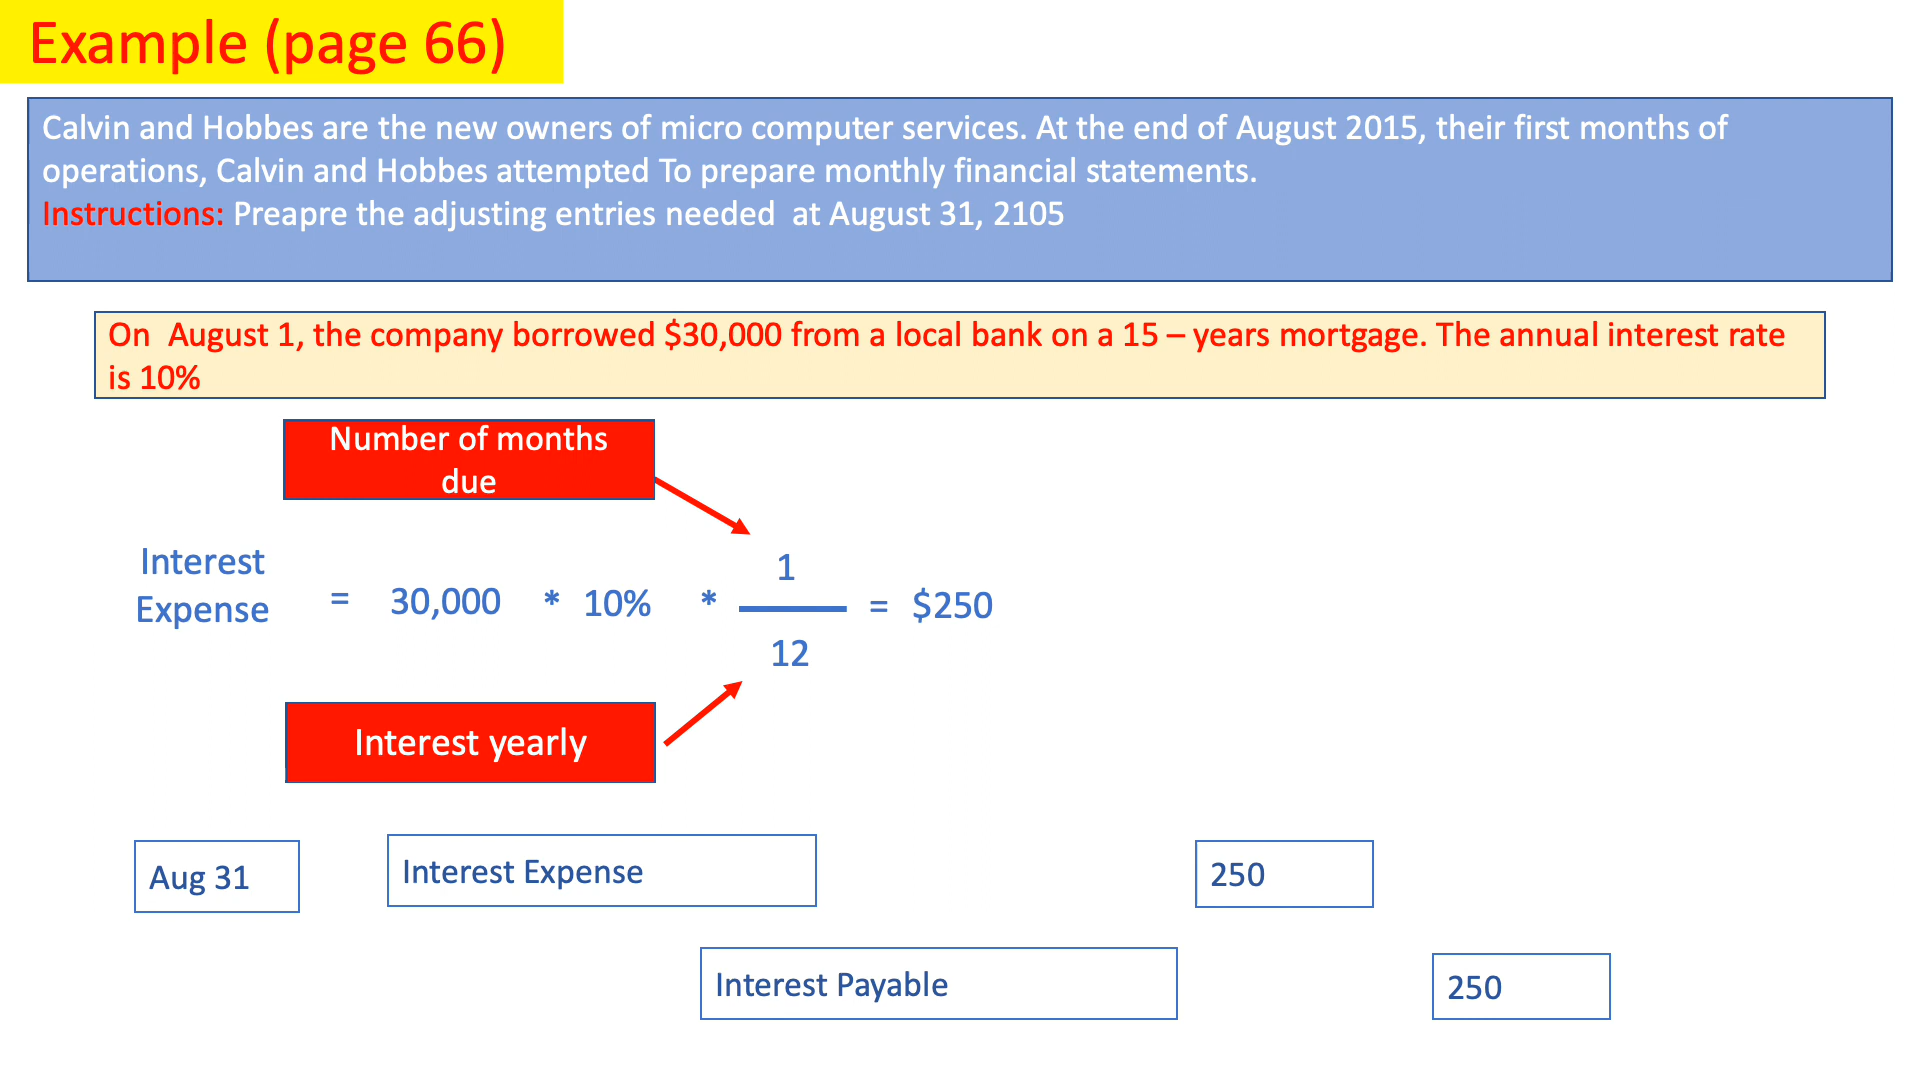 Example (page 66)
Calvin and Hobbes are the new owners of micro computer services. At the end of August 2015, their first months of
operations, Calvin and Hobbes attempted To prepare monthly financial statements.
Instructions: Preapre the adjusting entries needed  at August 31, 2105
On  August 1, the company borrowed $30,000 from a local bank on a 15 – years mortgage. The annual interest rate
is 10%
Number of months
due
Interest
Expense
= 30,000 * 10% * 1
12
= $250
Interest yearly
Aug 31 Interest Expense 250
Interest Payable 250